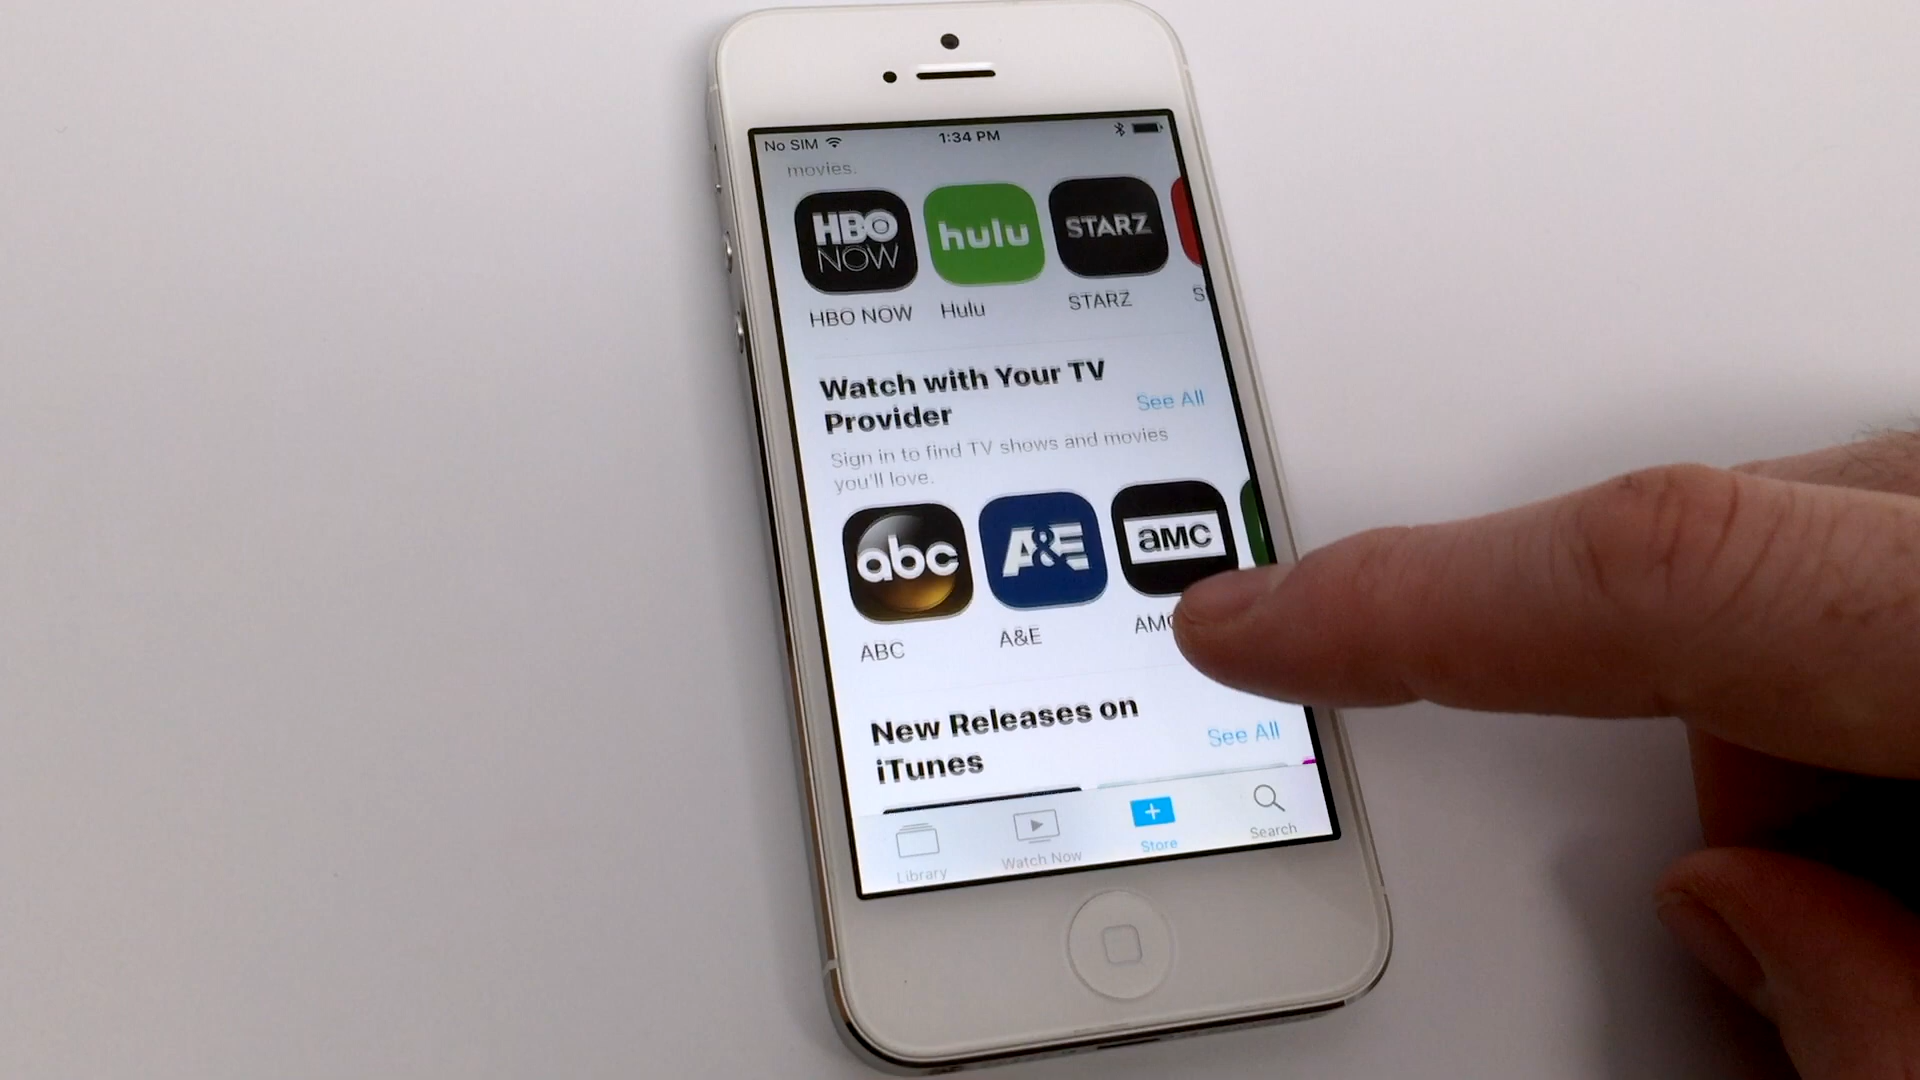 No SIM 1:34 PM
movies.
HBO NOW hulu STARZ
HBO NOW Hulu STARZ S
Watch with Your TV
Provider See All
Sign in to find TV shows and movies
you'll love.
abc A&E aMC
ABC A&E AMC
New Releases on
iTunes See All
Library Watch Now Store Search